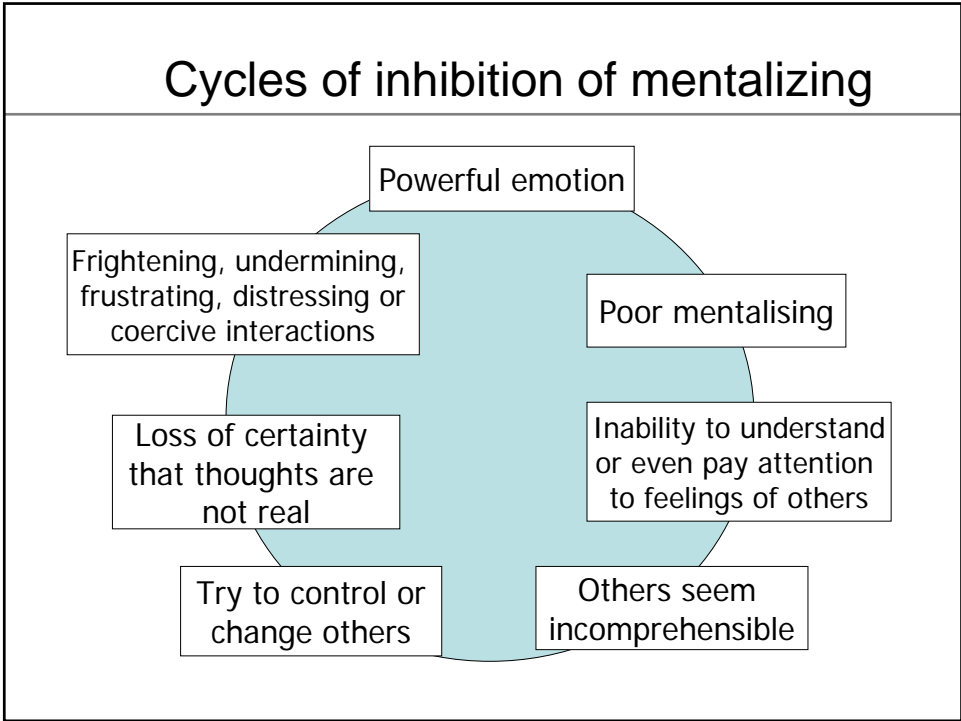 Cycles of inhibition of mentalizing
Powerful emotion
Frightening, undermining,
frustrating, distressing or
coercive interactions
Poor mentalising
Loss of certainty
that thoughts are
not real
Inability to understand
or even pay attention
to feelings of others
Try to control or
change others
Others seem
incomprehensible